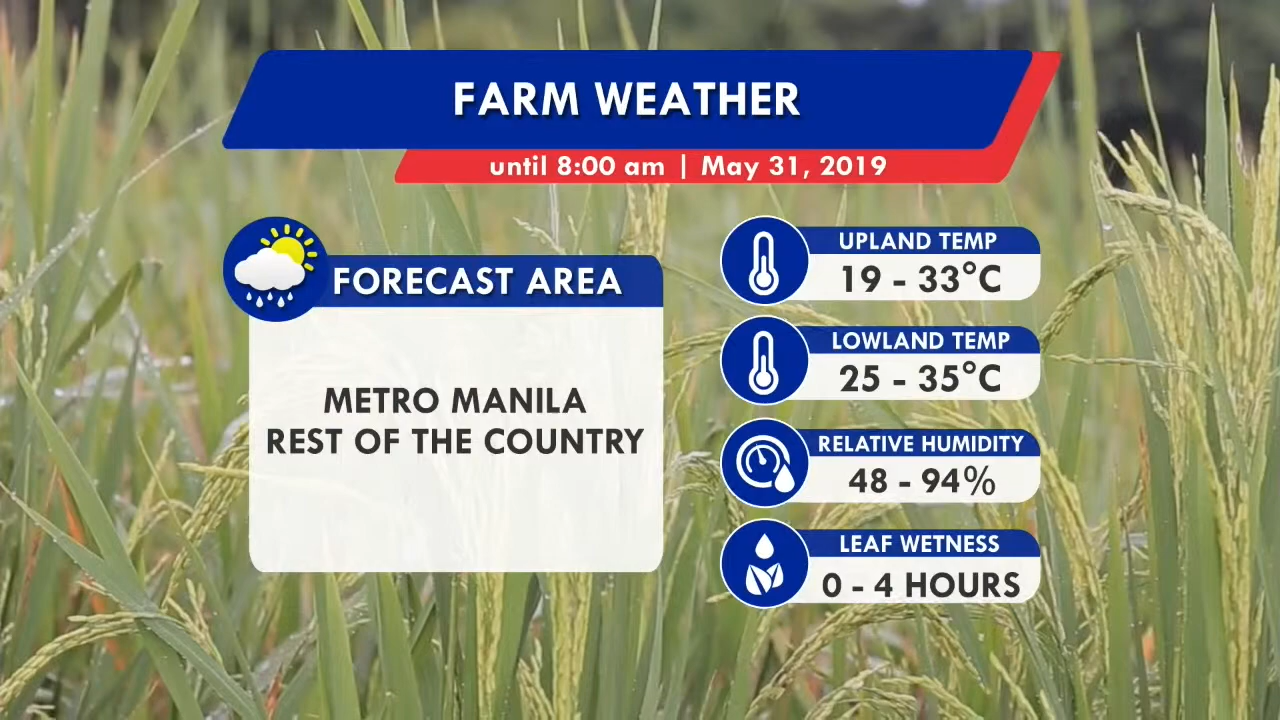 FARM WEATHER
until 8:00 am | May 31, 2019
FORECAST AREA
METRO MANILA
REST OF THE COUNTRY
UPLAND TEMP
19 - 33°C
LOWLAND TEMP
25 - 35°C
RELATIVE HUMIDITY
48 - 94%
LEAF WETNESS
0 - 4 HOURS